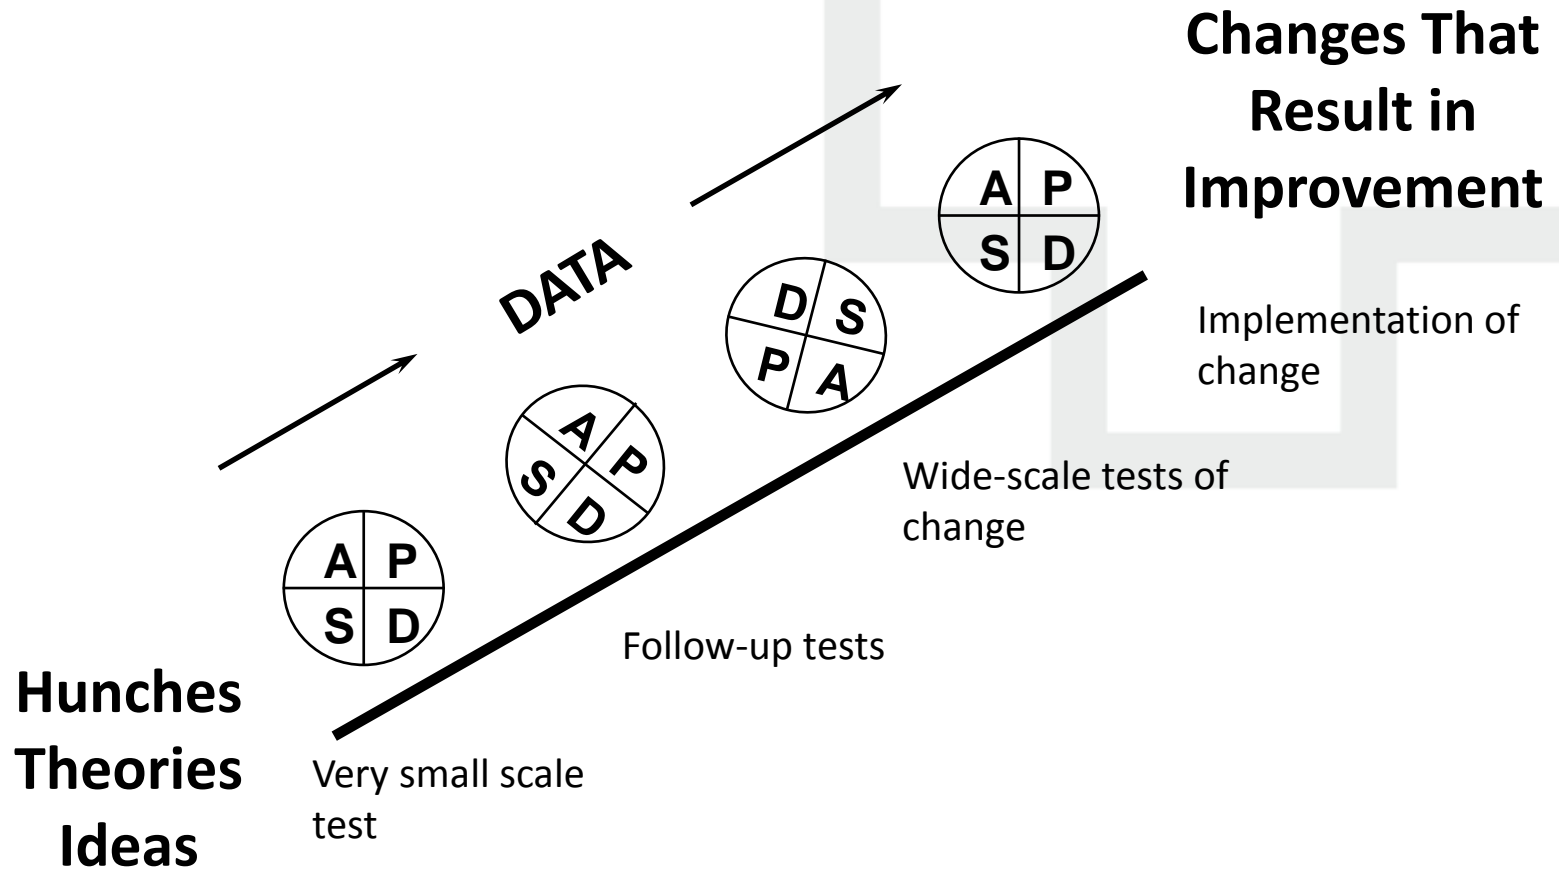 Changes That
Result in
Improvement
A P
S D
DATA
D S
P A
Implementation of
change
A P
S D
Wide-scale tests of
change
A P
S D
Follow-up tests
Hunches
Theories
Ideas
Very small scale
test